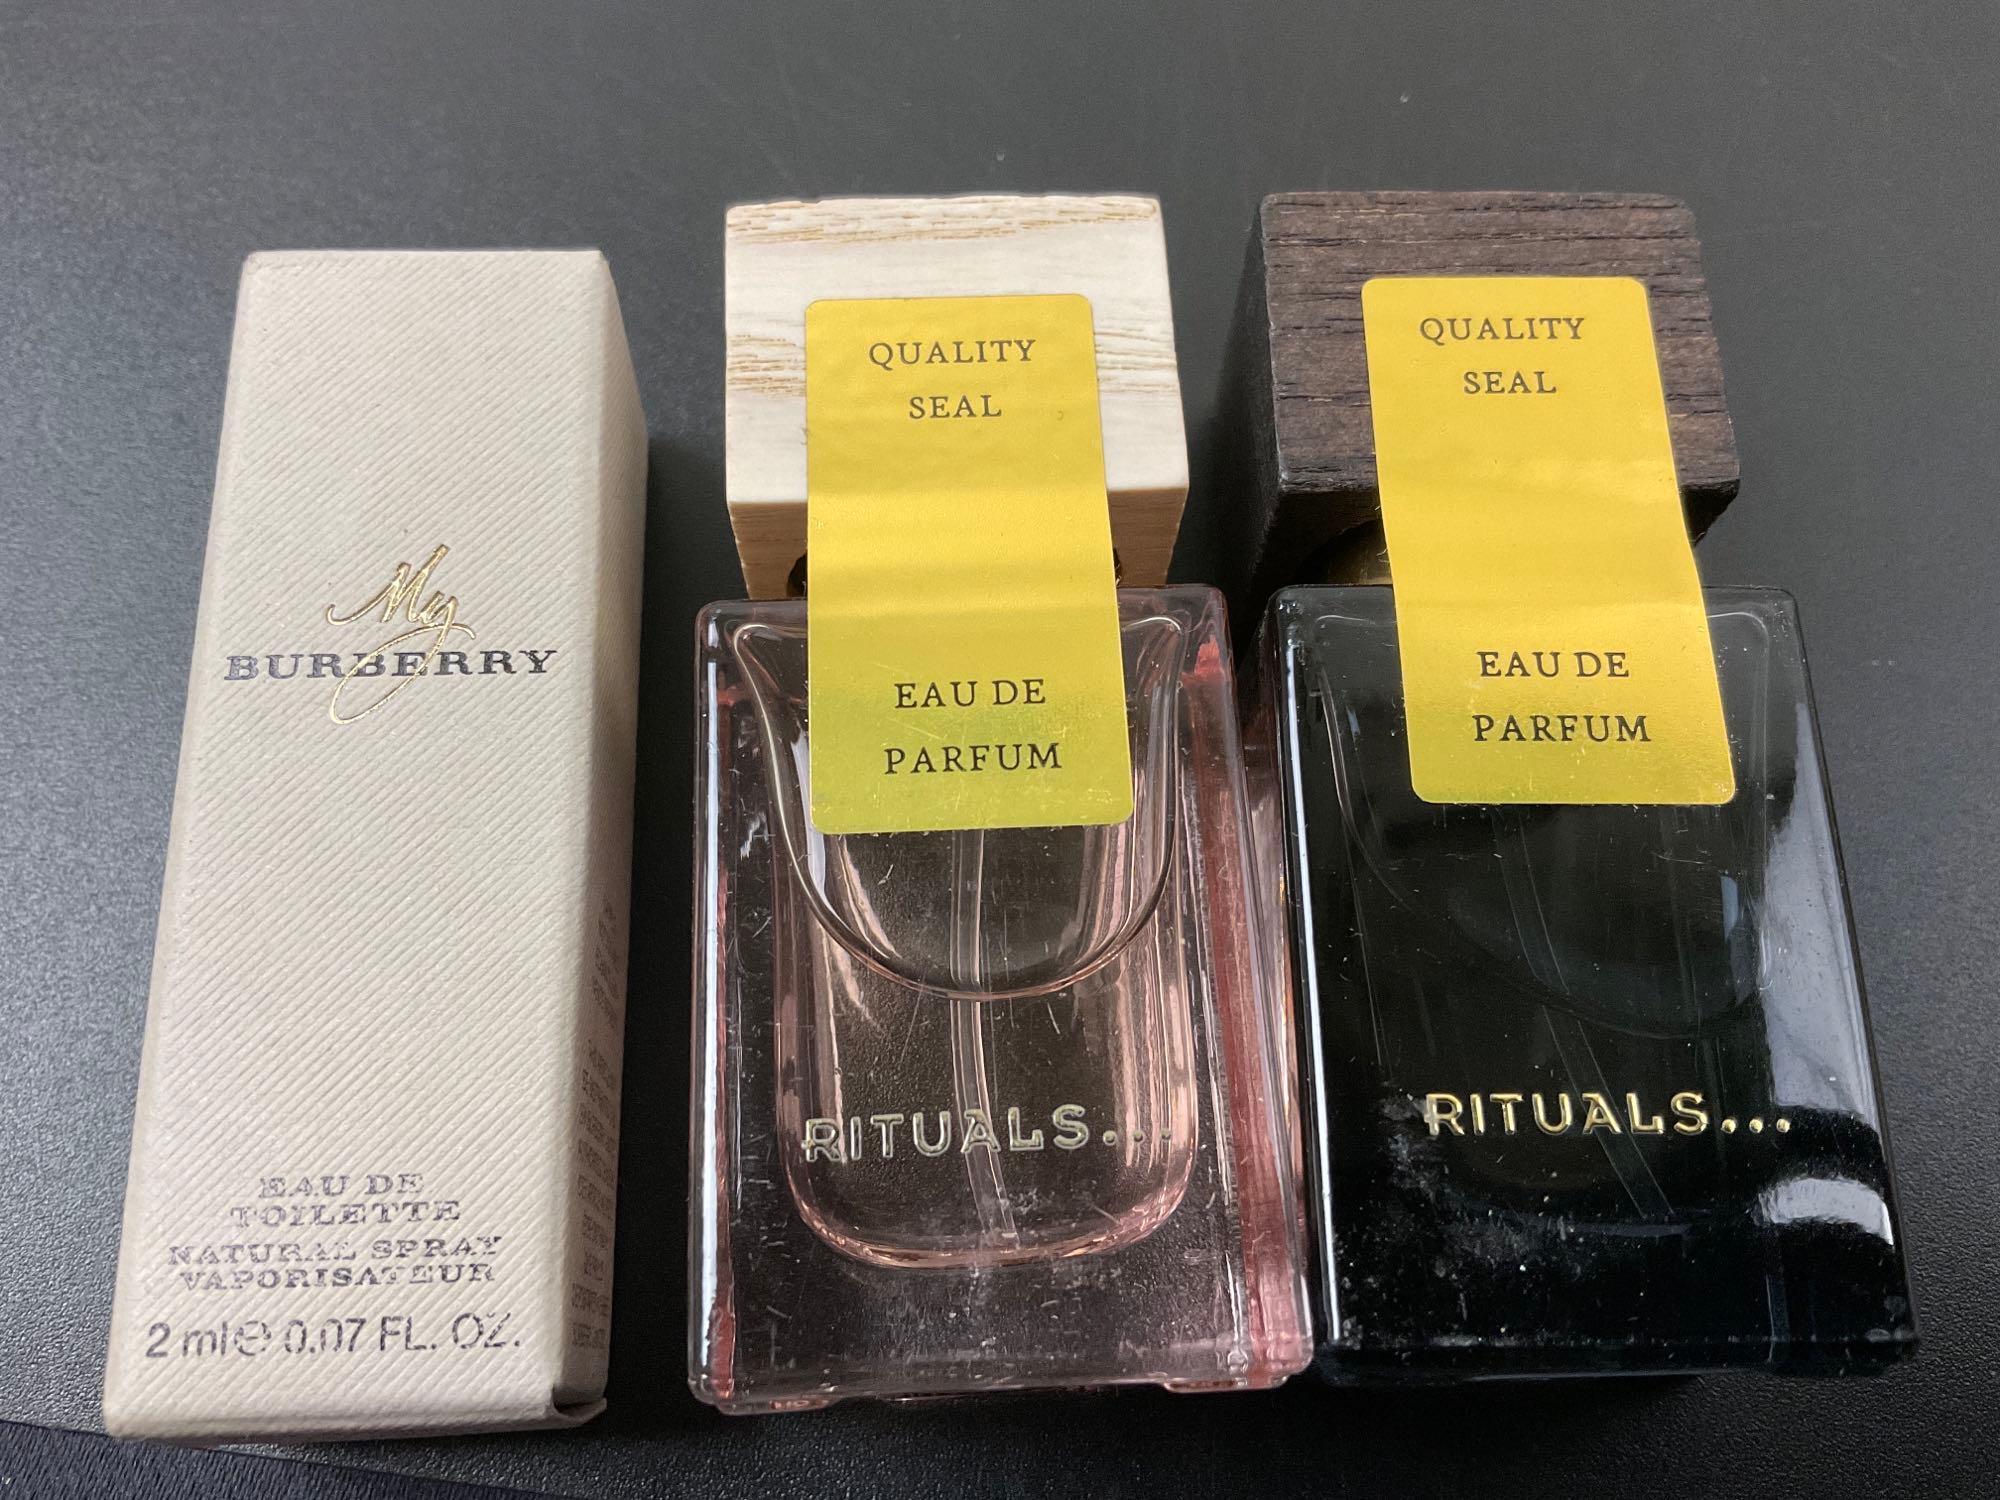 My
BURBERRY
EAU DE
TOILETTE
NATURAL SPRAY
VAPORISATEUR
2 ml ℮ 0.07 FL. OZ.
QUALITY
SEAL
EAU DE
PARFUM
RITUALS...
QUALITY
SEAL
EAU DE
PARFUM
RITUALS...